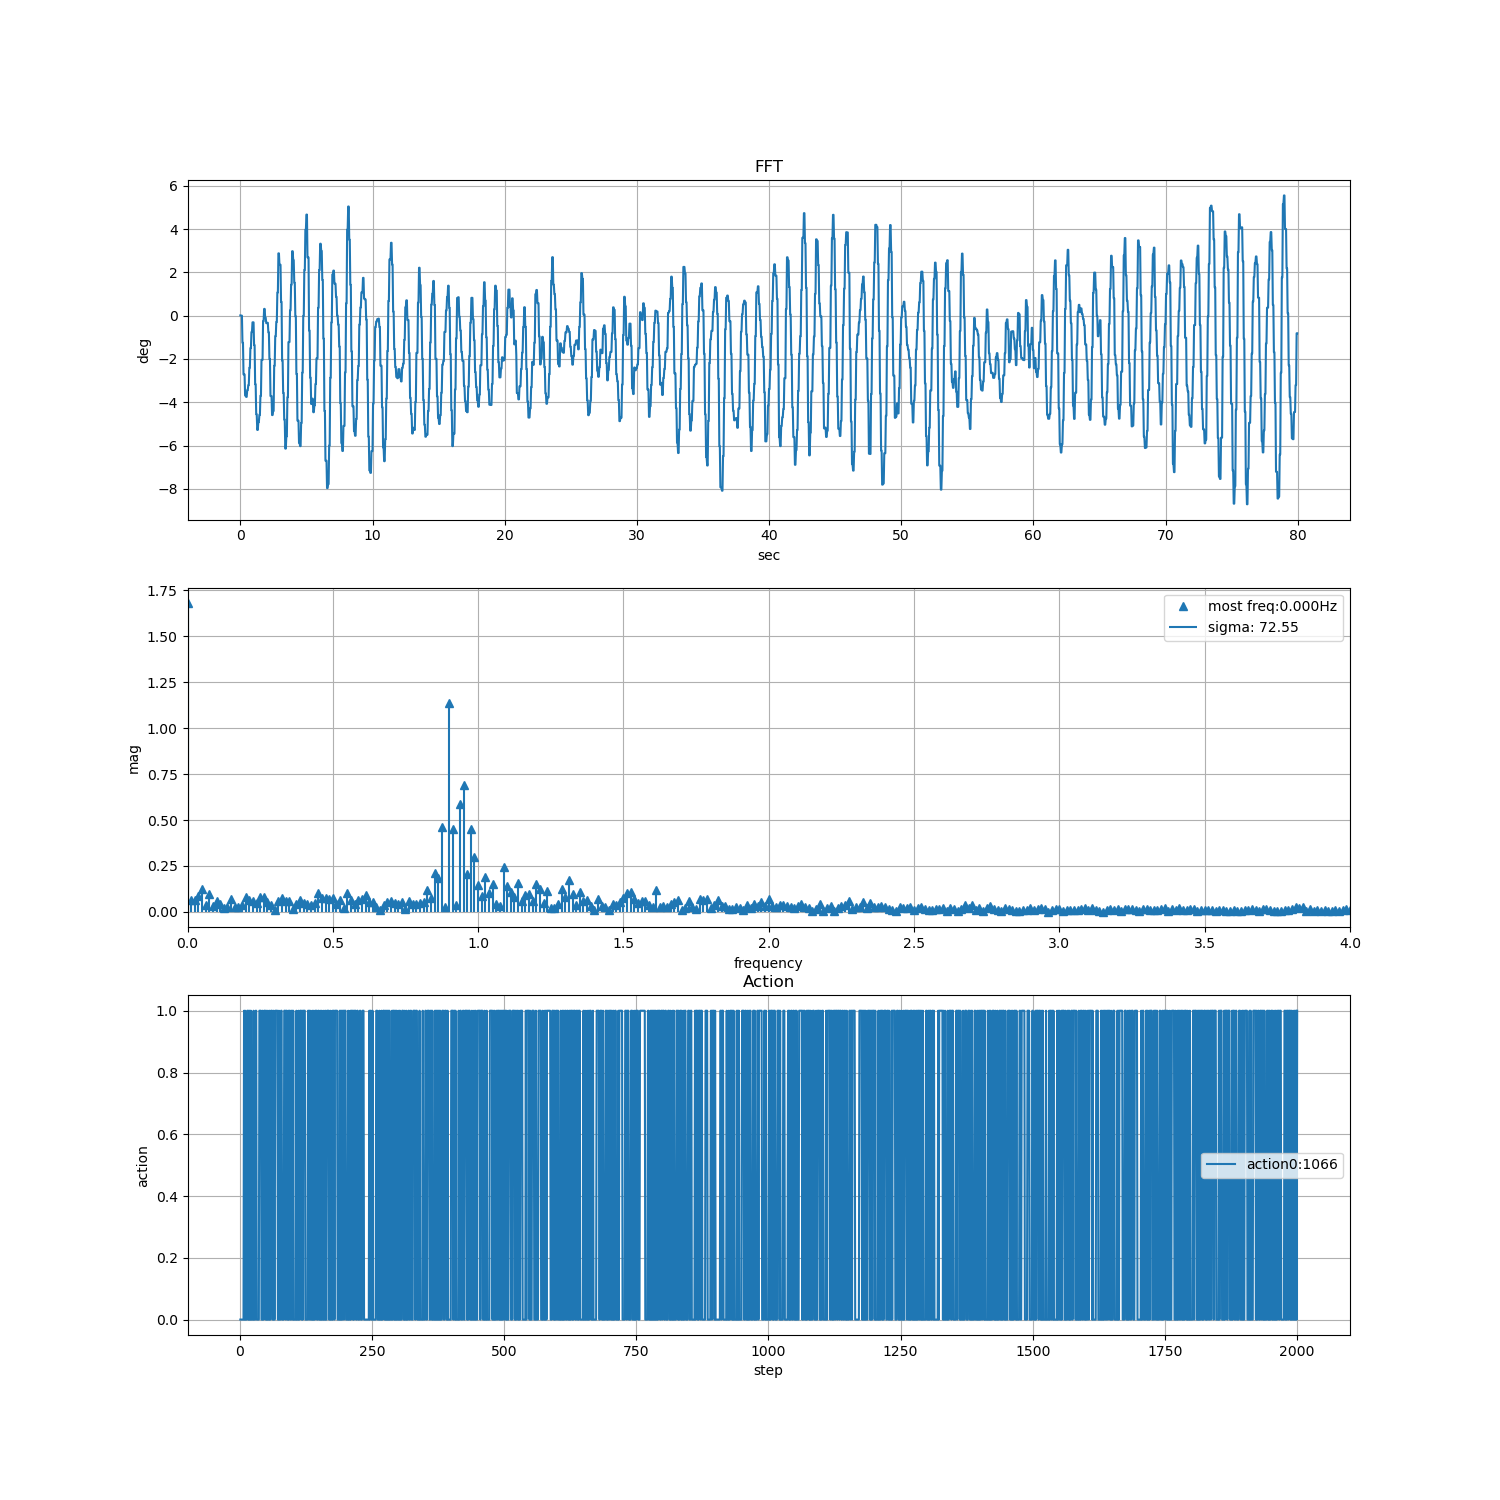 FFT
6
4
2
0
−2
−4
−6
−8
deg
0 10 20 30 40 50 60 70 80
sec
1.75
1.50
1.25
1.00
0.75
0.50
0.25
0.00
mag
most freq:0.000Hz
sigma: 72.55
0.0 0.5 1.0 1.5 2.0 2.5 3.0 3.5 4.0
frequency
Action
1.0
0.8
0.6
0.4
0.2
0.0
action
action0:1066
0 250 500 750 1000 1250 1500 1750 2000
step